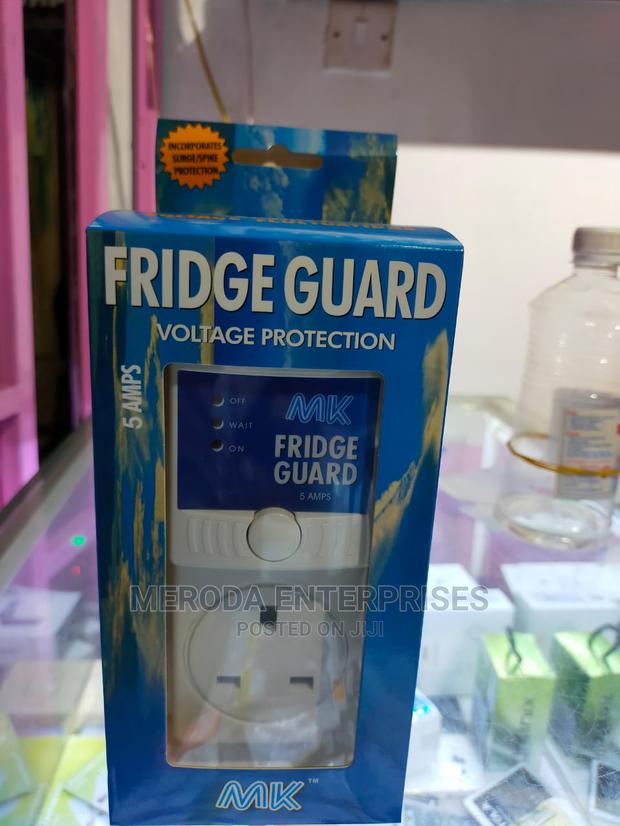 INCORPORATES
SURGE/SPIKE
PROTECTION
FRIDGE GUARD
VOLTAGE PROTECTION
5 AMPS
OFF
WAIT
ON
MK
FRIDGE
GUARD
5 AMPS
MERODA ENTERPRISES
POSTED ON JIJI
MK™